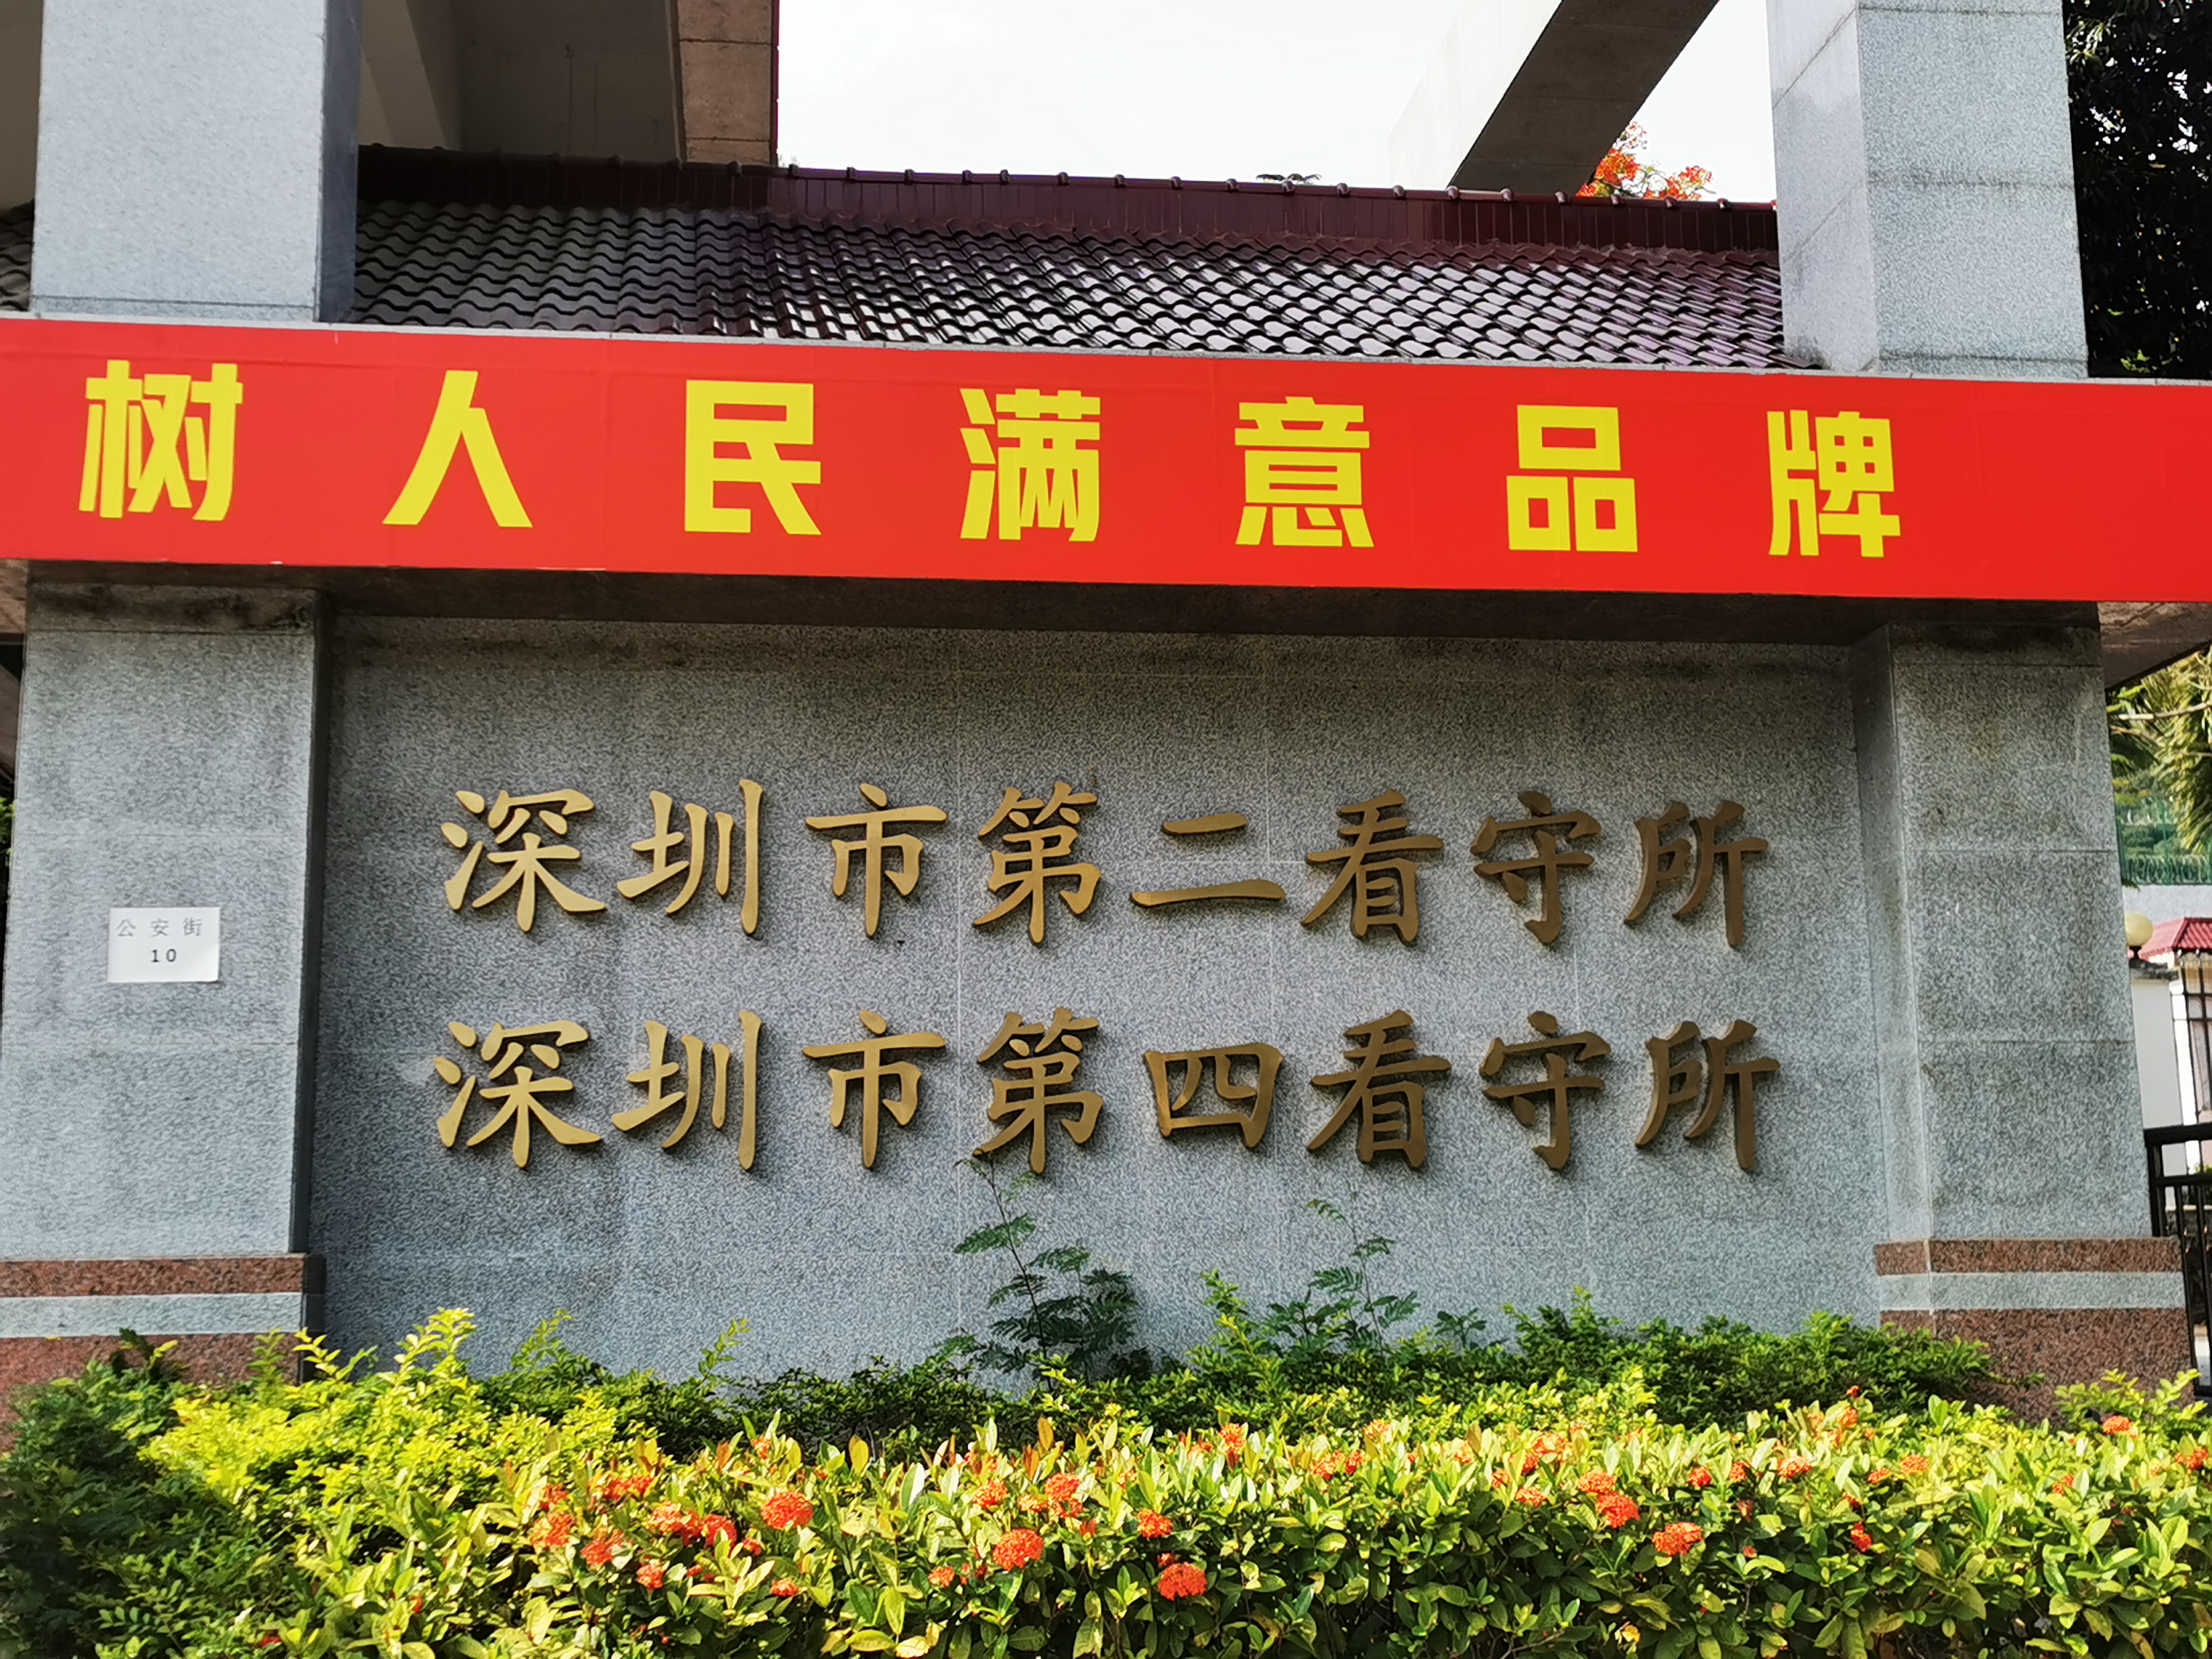 树人民满意品牌
深圳市第二看守所
深圳市第四看守所
公安街
10